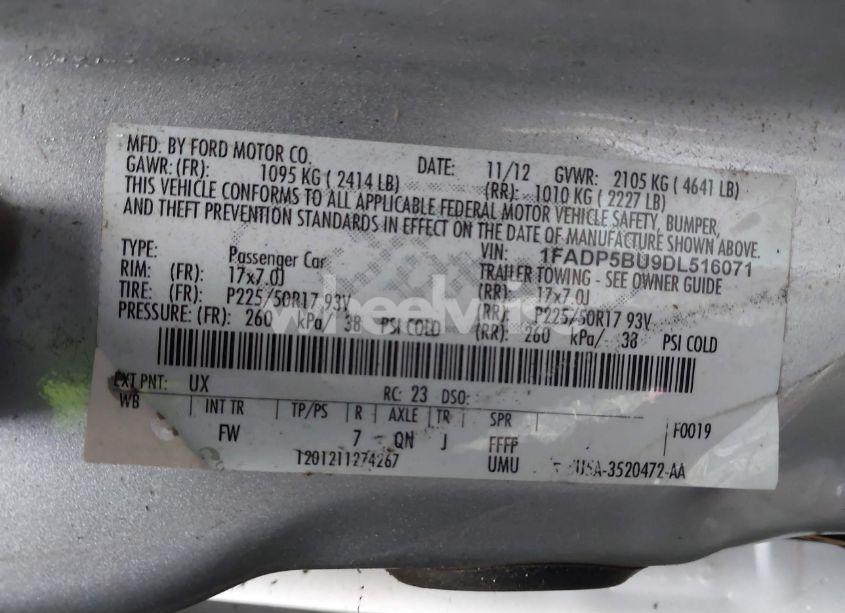 MFD. BY FORD MOTOR CO. DATE: 11/12 GVWR: 2105 KG ( 4641 LB)
GAWR: (FR): 1095 KG ( 2414 LB) (RR): 1010 KG ( 2227 LB)
THIS VEHICLE CONFORMS TO ALL APPLICABLE FEDERAL MOTOR VEHICLE SAFETY, BUMPER,
AND THEFT PREVENTION STANDARDS IN EFFECT ON THE DATE OF MANUFACTURE SHOWN ABOVE.
VIN: 1FADP5BU9DL516071
TYPE: Passenger Car TRAILER TOWING - SEE OWNER GUIDE
RIM: (FR): 17x7.0J (RR): 17x7.0J
TIRE: (FR): P225/50R17 93V (RR): P225/50R17 93V
PRESSURE: (FR): 260 kPa/ 38 PSI COLD (RR): 260 kPa/ 38 PSI COLD
wheelvis
EXT PNT: UX RC: 23 DSO:
WB INT TR TP/PS R AXLE TR SPR F0019
FW 7 QN J FFFP
1201211274267 UMU U5A-3520472-AA